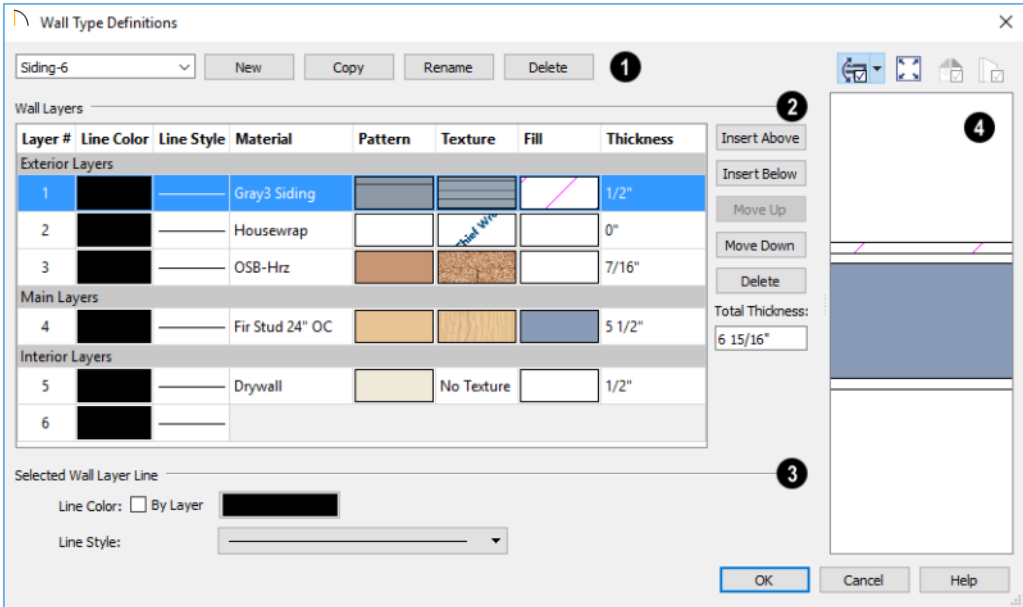 Wall Type Definitions
Siding-6 New Copy Rename Delete 1
Wall Layers 2
Layer # Line Color Line Style Material Pattern Texture Fill Thickness
Exterior Layers
1 Gray3 Siding 1/2"
2 Housewrap 0"
3 OSB-Hrz 7/16"
Main Layers
4 Fir Stud 24" OC 5 1/2"
Interior Layers
5 Drywall No Texture 1/2"
6
Insert Above
Insert Below
Move Up
Move Down
Delete
Total Thickness:
6 15/16"
4
Selected Wall Layer Line 3
Line Color: By Layer
Line Style:
OK Cancel Help